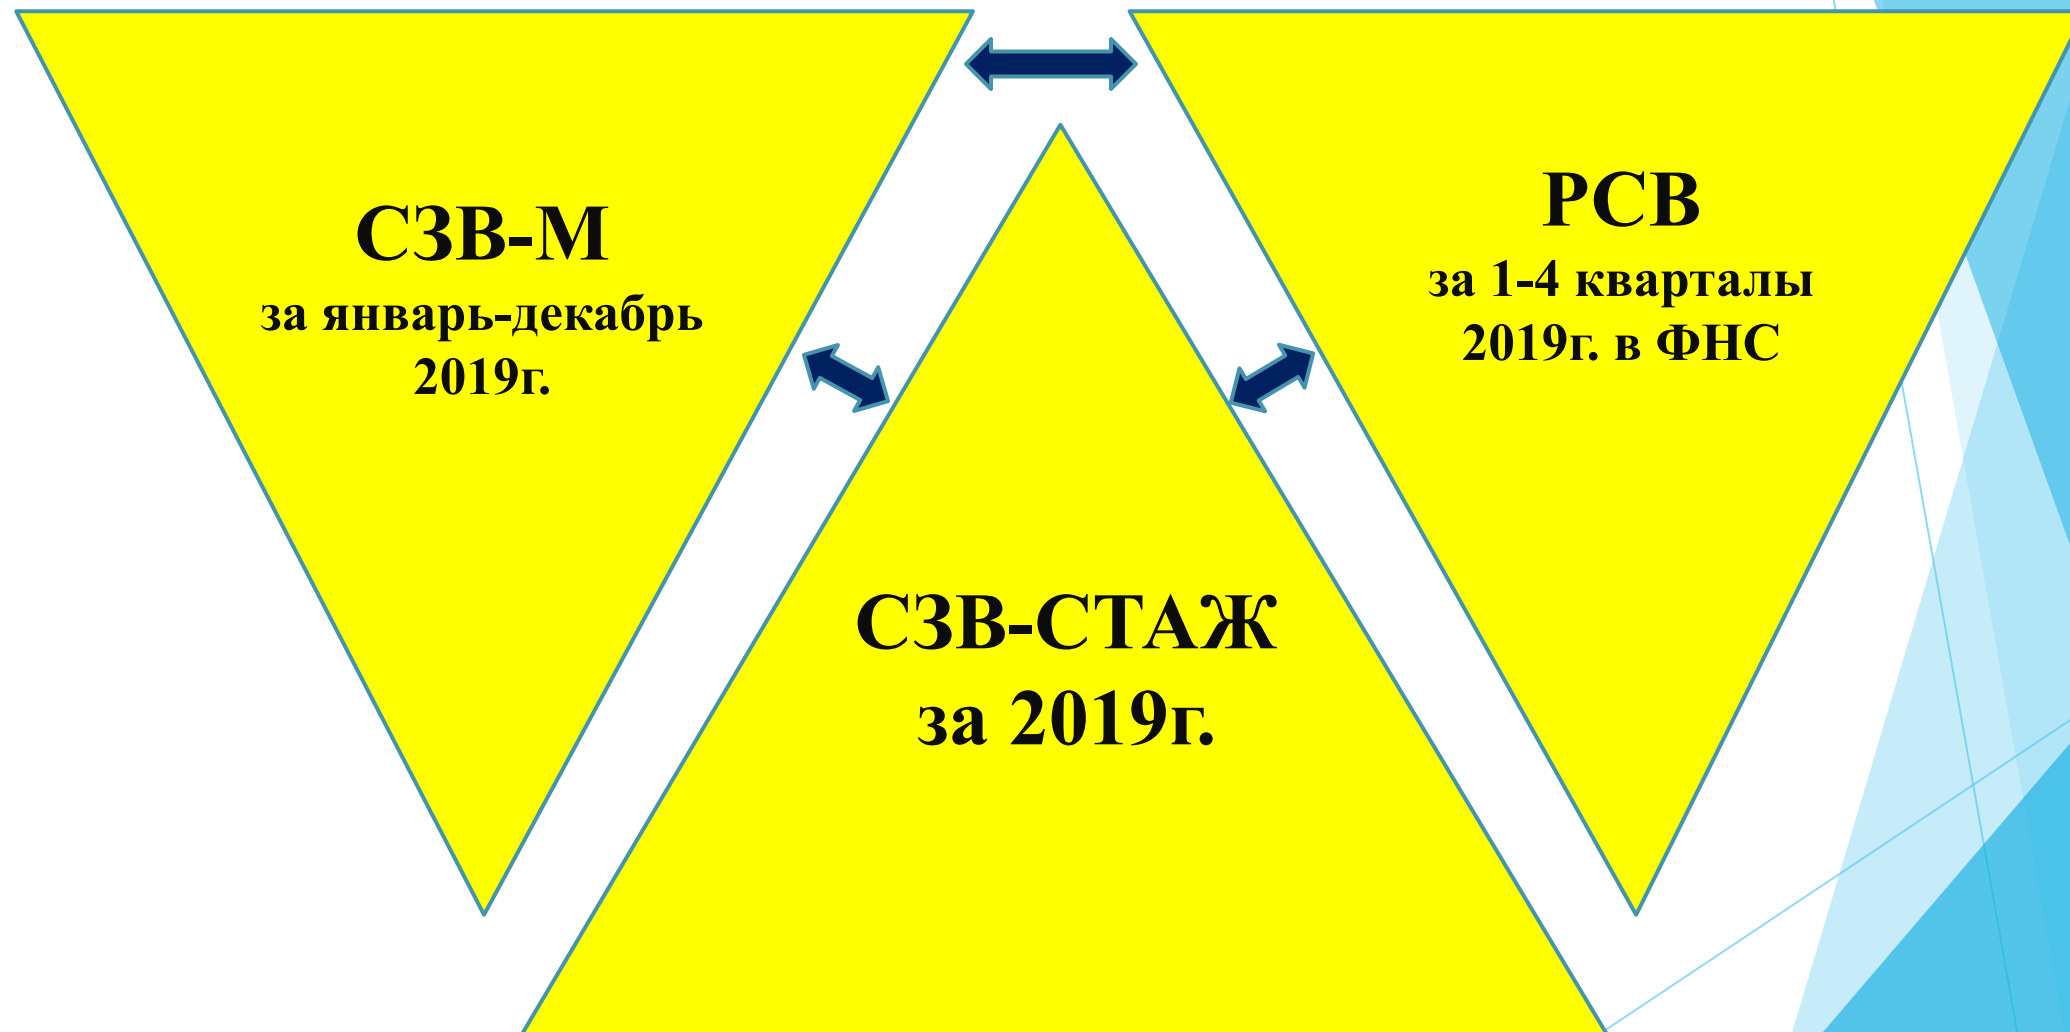 СЗВ-М
за январь-декабрь
2019г.
РСВ
за 1-4 кварталы
2019г. в ФНС
СЗВ-СТАЖ
за 2019г.